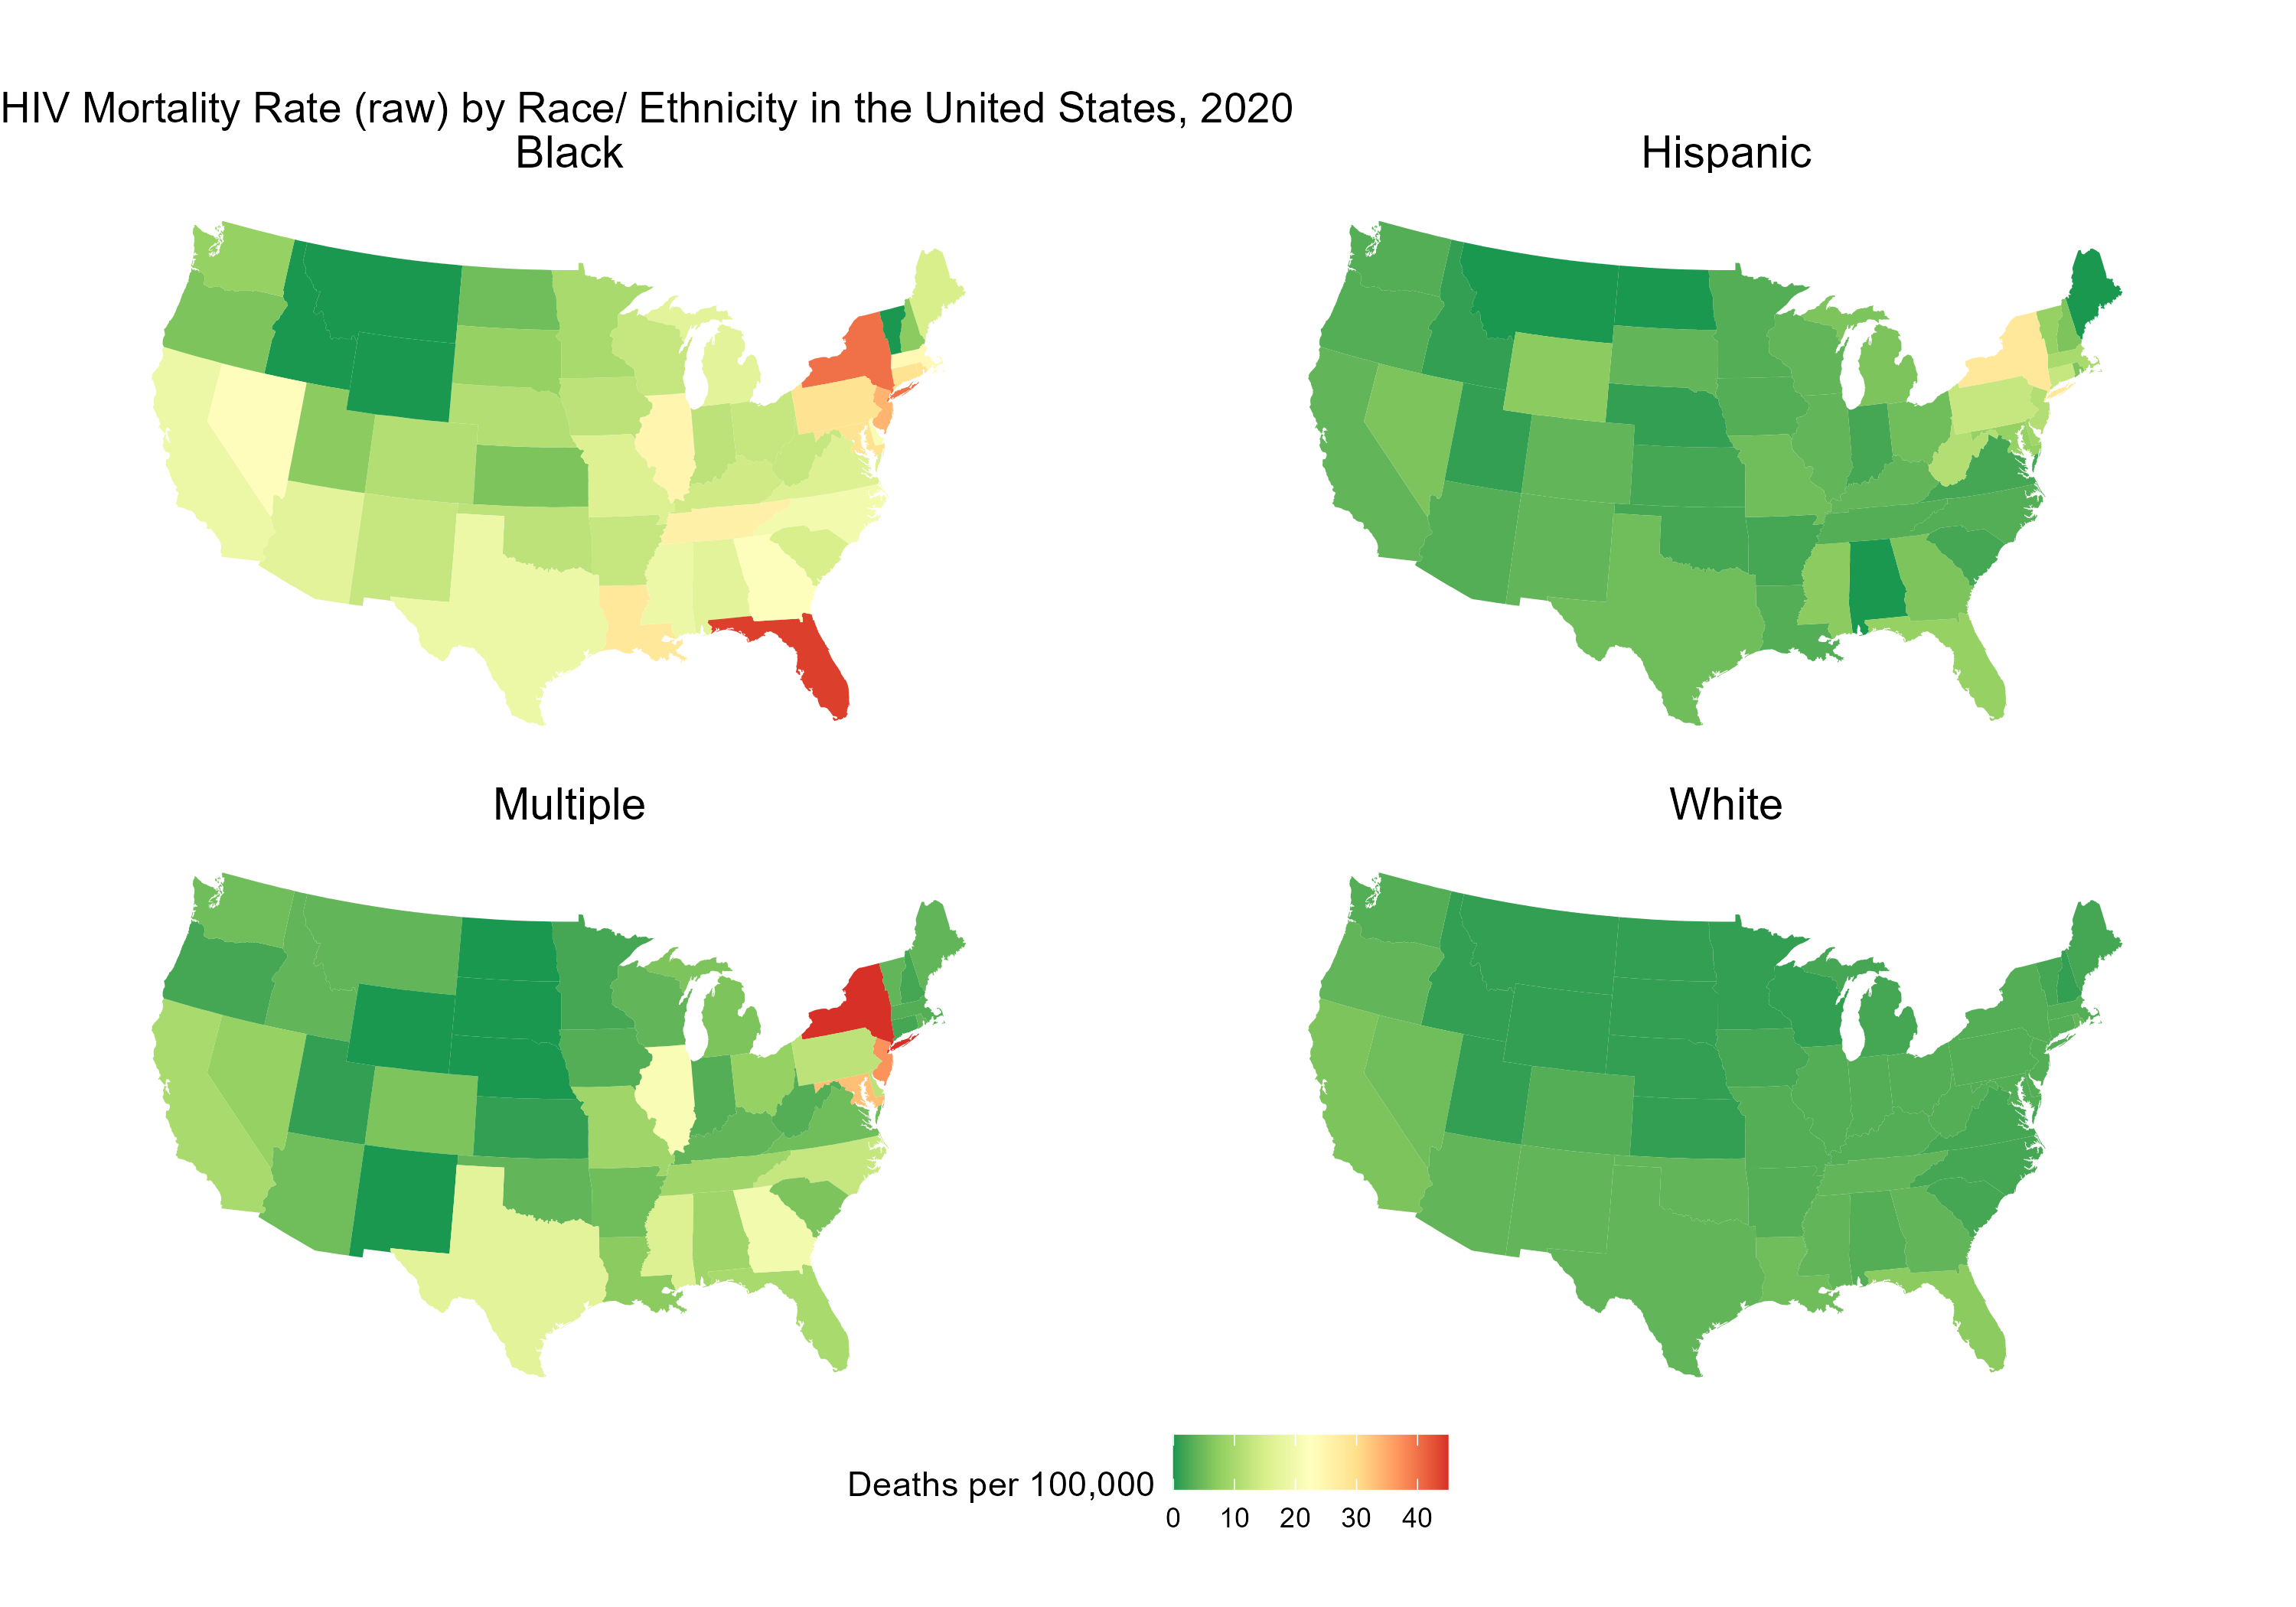 HIV Mortality Rate (raw) by Race/ Ethnicity in the United States, 2020
Black
Hispanic
Multiple
White
Deaths per 100,000
0 10 20 30 40